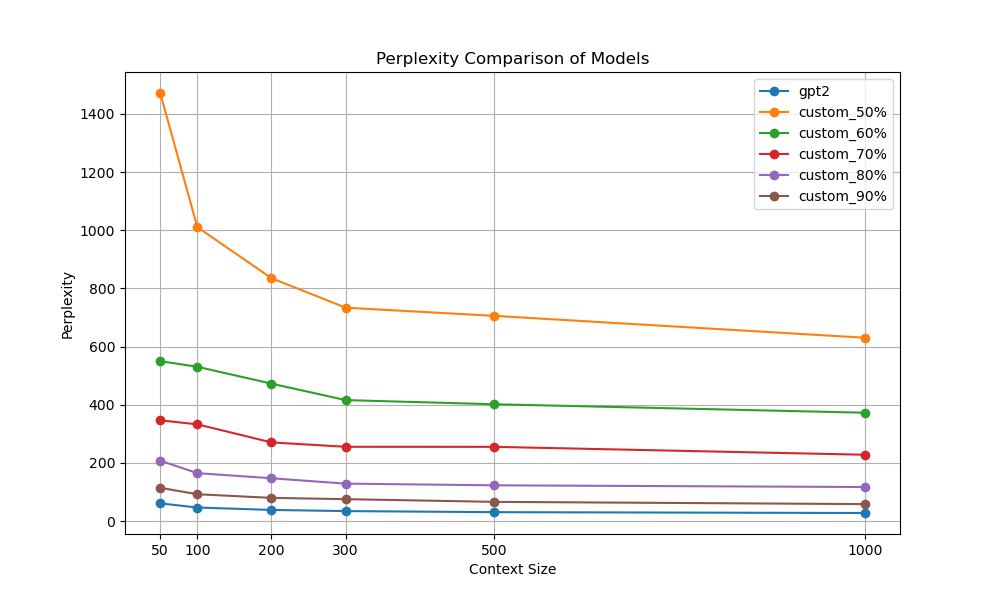 Perplexity Comparison of Models
gpt2
custom_50%
custom_60%
custom_70%
custom_80%
custom_90%
Perplexity
1400
1200
1000
800
600
400
200
0
50 100 200 300 500 1000
Context Size